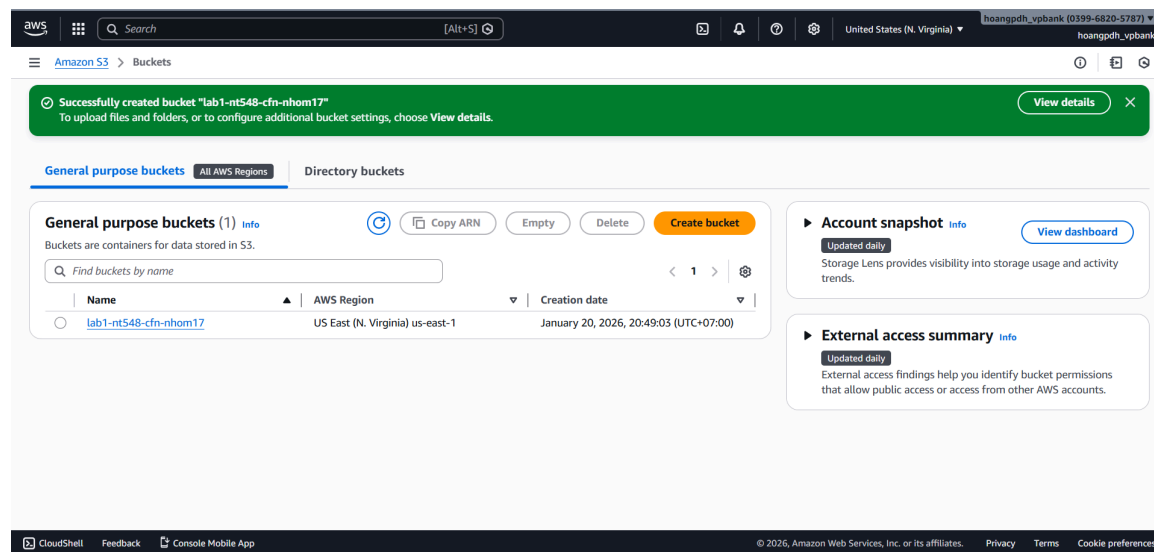 aws
Search [Alt+S]
United States (N. Virginia) ▼
hoangpdh_vpbank (0399-6820-5787) ▼
hoangpdh_vpbank
Amazon S3 > Buckets
Successfully created bucket "lab1-nt548-cfn-nhom17"
To upload files and folders, or to configure additional bucket settings, choose View details.
View details
General purpose buckets All AWS Regions
Directory buckets
General purpose buckets (1) Info
Copy ARN
Empty
Delete
Create bucket
Buckets are containers for data stored in S3.
Find buckets by name
< 1 >
Name AWS Region Creation date
lab1-nt548-cfn-nhom17 US East (N. Virginia) us-east-1 January 20, 2026, 20:49:03 (UTC+07:00)
Account snapshot Info
View dashboard
Updated daily
Storage Lens provides visibility into storage usage and activity
trends.
External access summary Info
Updated daily
External access findings help you identify bucket permissions
that allow public access or access from other AWS accounts.
CloudShell Feedback Console Mobile App
© 2026, Amazon Web Services, Inc. or its affiliates. Privacy Terms Cookie preferences